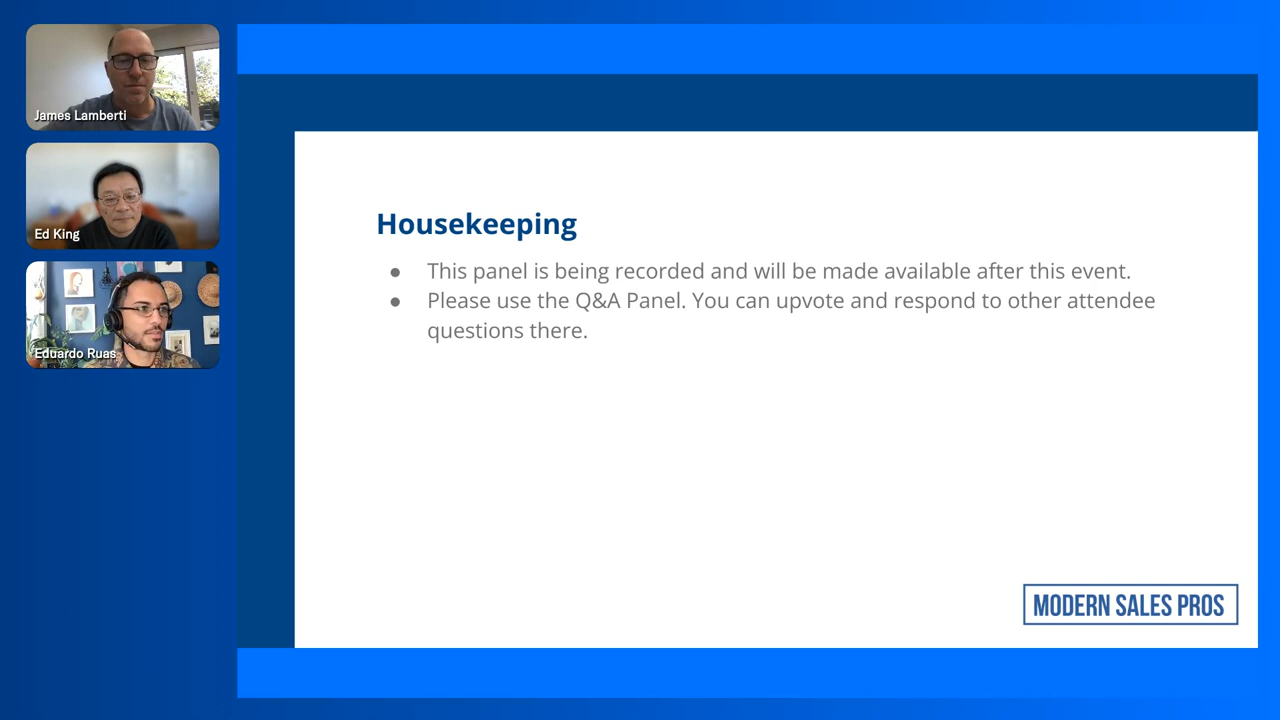 James Lamberti
Ed King
Eduardo Ruas
Housekeeping
● This panel is being recorded and will be made available after this event.
● Please use the Q&A Panel. You can upvote and respond to other attendee
questions there.
MODERN SALES PROS